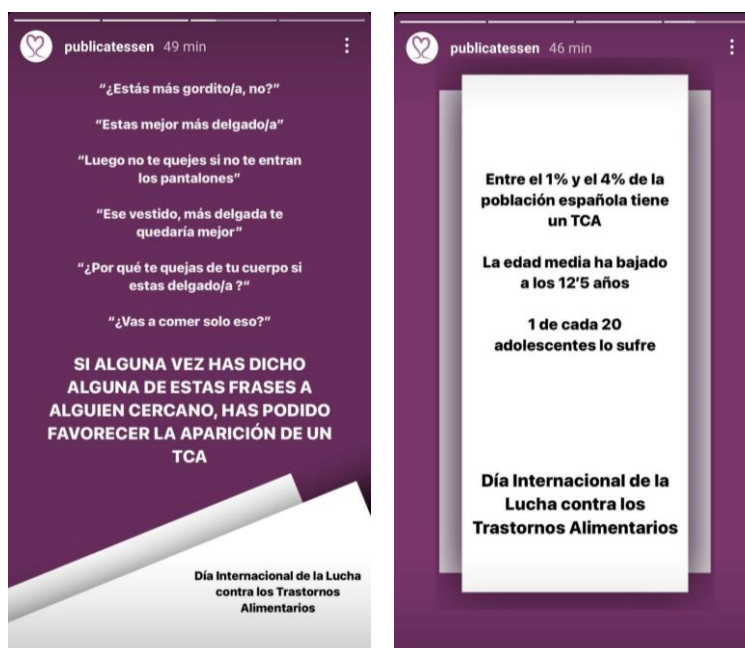 publicatessen 49 min
"¿Estás más gordito/a, no?"
"Estas mejor más delgado/a"
"Luego no te quejes si no te entran
los pantalones"
"Ese vestido, más delgada te
quedaría mejor"
"¿Por qué te quejas de tu cuerpo si
estas delgado/a ?"
"¿Vas a comer solo eso?"
SI ALGUNA VEZ HAS DICHO
ALGUNA DE ESTAS FRASES A
ALGUIEN CERCANO, HAS PODIDO
FAVORECER LA APARICIÓN DE UN
TCA
Día Internacional de la Lucha
contra los Trastornos
Alimentarios
publicatessen 46 min
Entre el 1% y el 4% de la
población española tiene
un TCA
La edad media ha bajado
a los 12'5 años
1 de cada 20
adolescentes lo sufre
Día Internacional de la
Lucha contra los
Trastornos Alimentarios